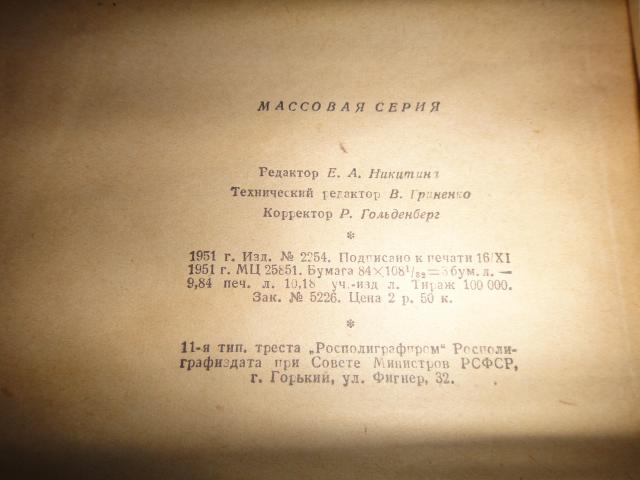 МАССОВАЯ СЕРИЯ
Редактор Е. А. Никитина
Технический редактор В. Гриненко
Корректор Р. Гольденберг
*
1951 г. Изд. № 2254. Подписано к печати 16/XI
1951 г. МЦ 25851. Бумага 84×108¹/₃₂= бум. л. —
9,84 печ. л. 10,18 уч.-изд л. Тираж 100 000.
Зак. № 5226. Цена 2 р. 50 к.
*
11-я тип. треста „Росполиграфпром“ Росполи-
графиздата при Совете Министров РСФСР,
г. Горький, ул. Фигнер, 32.